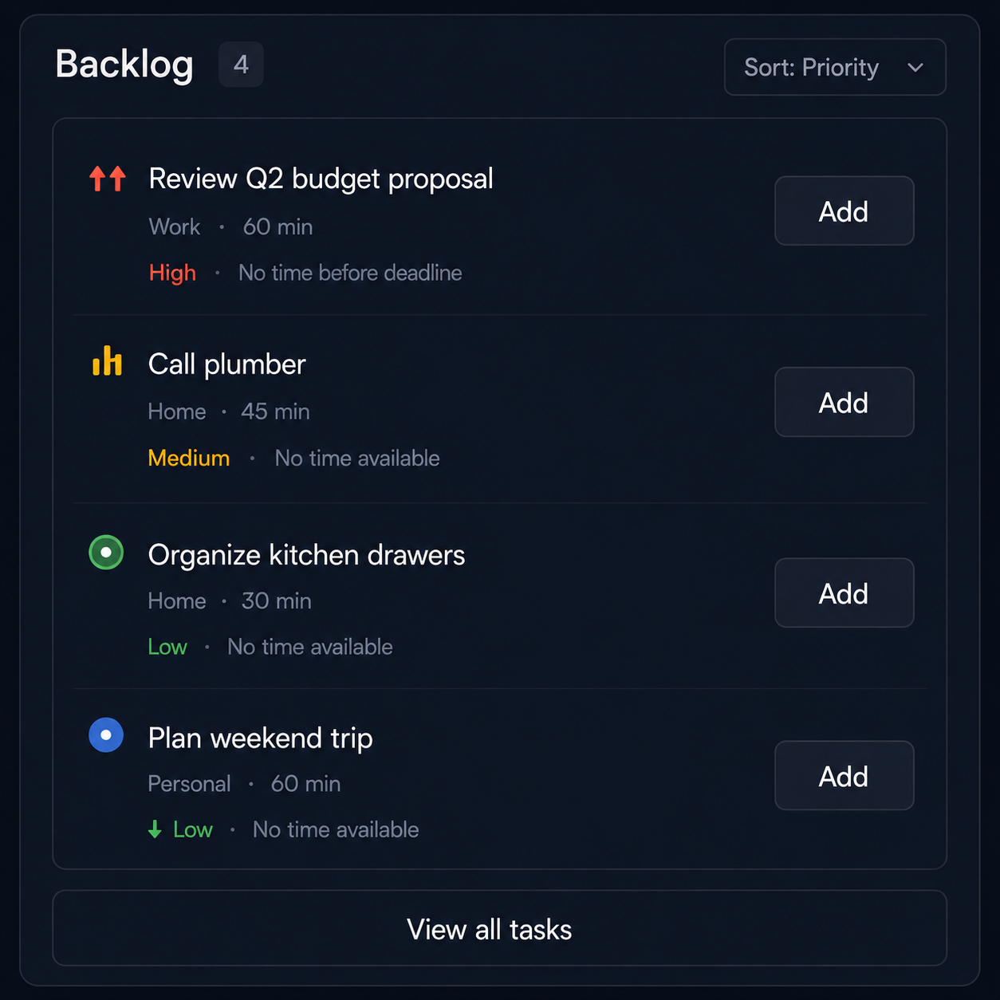 Backlog 4 Sort: Priority
Review Q2 budget proposal
Work · 60 min
Add
High · No time before deadline
Call plumber
Home · 45 min
Add
Medium · No time available
Organize kitchen drawers
Home · 30 min
Add
Low · No time available
Plan weekend trip
Personal · 60 min
Add
Low · No time available
View all tasks